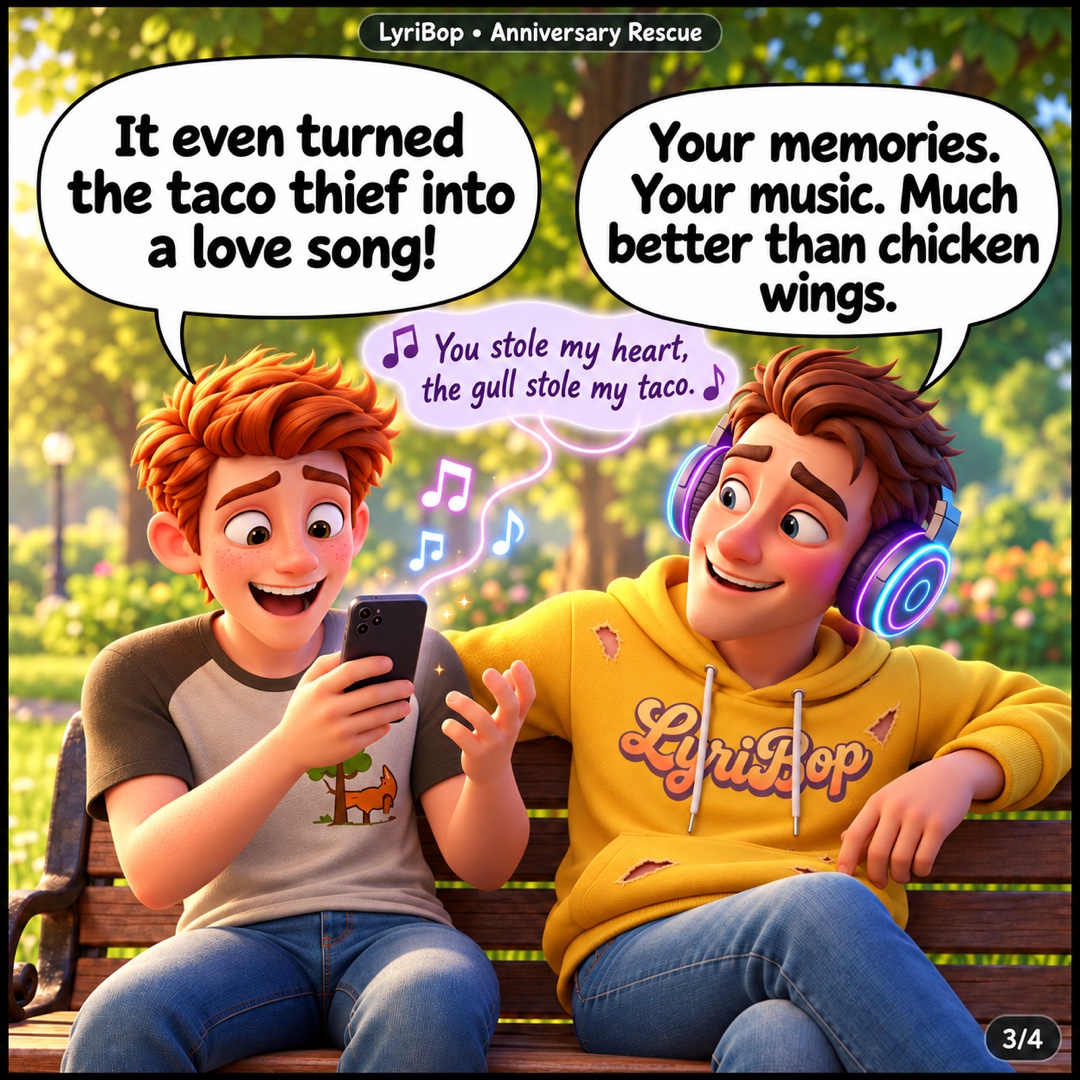 LyriBop • Anniversary Rescue
It even turned
the taco thief into
a love song!
Your memories.
Your music. Much
better than chicken
wings.
You stole my heart,
the gull stole my taco.
LyriBop
3/4